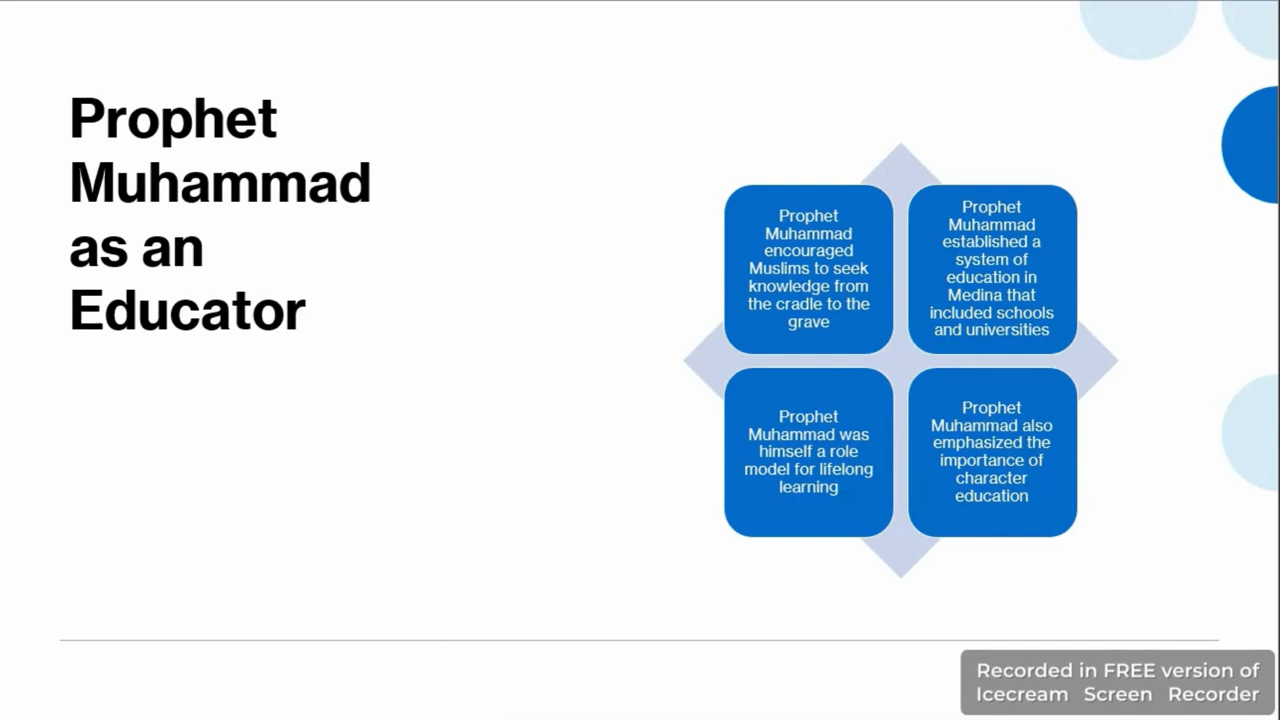 Prophet
Muhammad
as an
Educator
Prophet
Muhammad
encouraged
Muslims to seek
knowledge from
the cradle to the
grave
Prophet
Muhammad
established a
system of
education in
Medina that
included schools
and universities
Prophet
Muhammad was
himself a role
model for lifelong
learning
Prophet
Muhammad also
emphasized the
importance of
character
education
Recorded in FREE version of
Icecream Screen Recorder